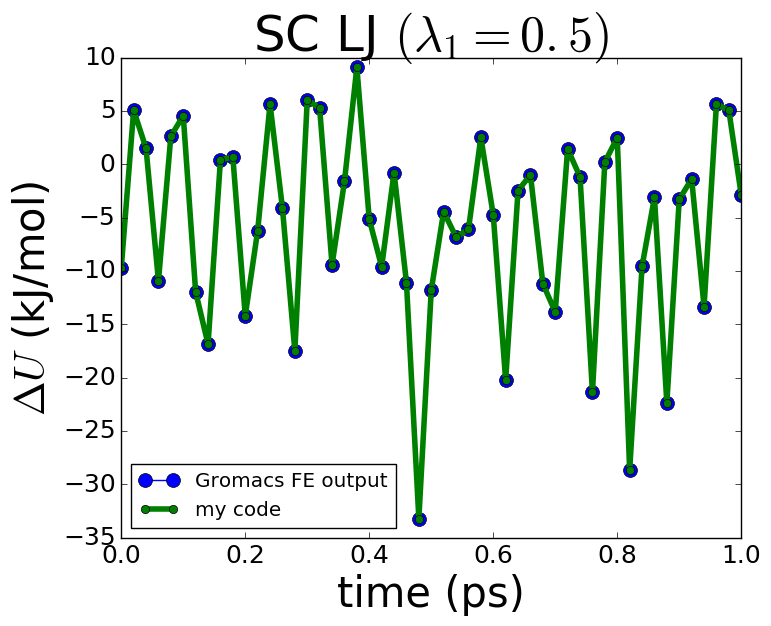 SC LJ (λ₁ = 0.5)
10
5
0
−5
−10
−15
−20
−25
−30
−35
ΔU (kJ/mol)
Gromacs FE output
my code
0.0 0.2 0.4 0.6 0.8 1.0
time (ps)